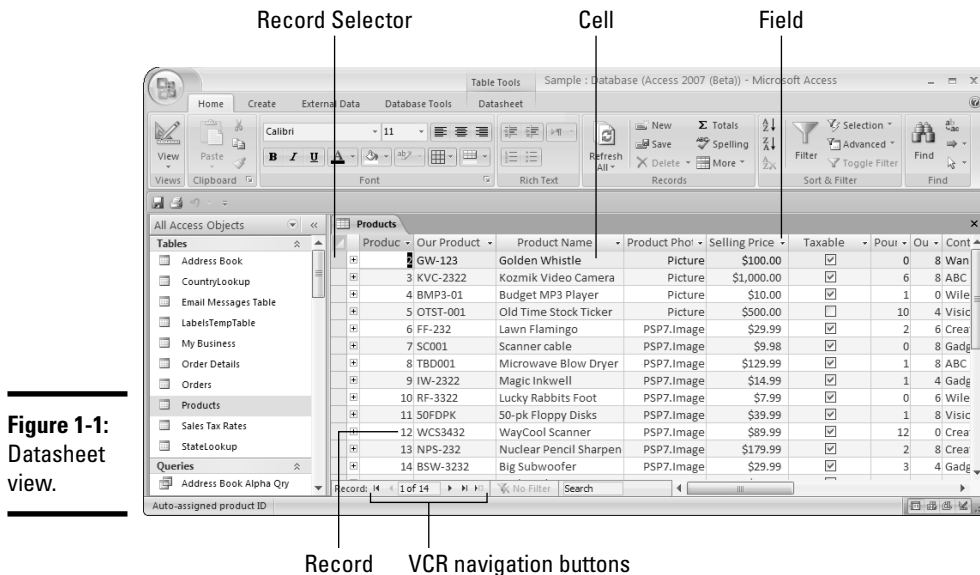 Record Selector Cell Field
Table Tools Sample : Database (Access 2007 (Beta)) - Microsoft Access
Home Create External Data Database Tools Datasheet
Calibri 11 New Σ Totals Selection
Save Spelling Advanced
View Paste B I U A Refresh All Delete More Filter Toggle Filter Find
Views Clipboard Font Rich Text Records Sort & Filter Find
All Access Objects Products
Tables Produc Our Product Product Name Product Phot Selling Price Taxable Pour Ou Cont
Address Book 2 GW-123 Golden Whistle Picture $100.00 0 8 Wan
CountryLookup 3 KVC-2322 Kozmik Video Camera Picture $1,000.00 6 8 ABC
Email Messages Table 4 BMP3-01 Budget MP3 Player Picture $10.00 1 0 Wile
LabelsTempTable 5 OTST-001 Old Time Stock Ticker Picture $500.00 10 4 Visic
My Business 6 FF-232 Lawn Flamingo PSP7.Image $29.99 2 6 Crea
7 SC001 Scanner cable PSP7.Image $9.98 0 8 Gadg
Order Details 8 TBD001 Microwave Blow Dryer PSP7.Image $129.99 1 8 ABC
Orders 9 IW-2322 Magic Inkwell PSP7.Image $14.99 1 4 Gadg
Products 10 RF-3322 Lucky Rabbits Foot PSP7.Image $7.99 0 6 Wile
11 50FDPK 50-pk Floppy Disks PSP7.Image $39.99 1 8 Visic
Sales Tax Rates 12 WCS3432 WayCool Scanner PSP7.Image $89.99 12 0 Crea
StateLookup 13 NPS-232 Nuclear Pencil Sharpen PSP7.Image $179.99 2 8 Crea
Queries 14 BSW-3232 Big Subwoofer PSP7.Image $29.99 3 4 Gadg
Address Book Alpha Qry Record: 1 of 14 No Filter Search
Auto-assigned product ID
Record VCR navigation buttons
Figure 1-1:
Datasheet
view.